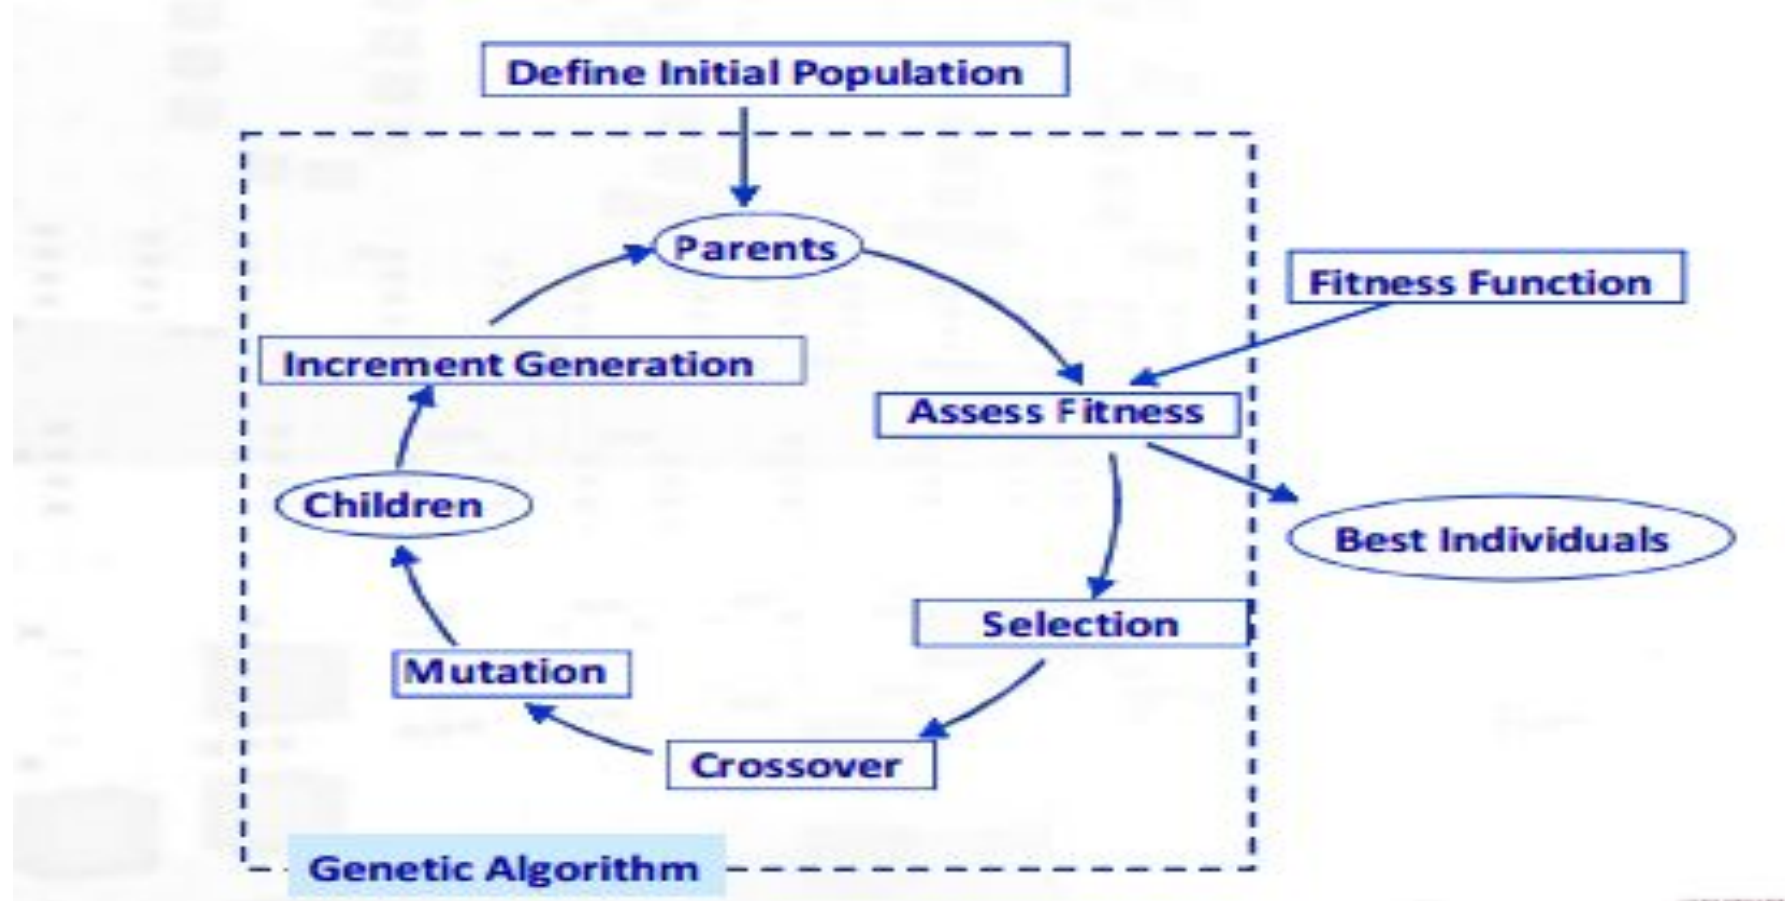 Define Initial Population
Parents
Fitness Function
Increment Generation
Assess Fitness
Children
Best Individuals
Selection
Mutation
Crossover
Genetic Algorithm